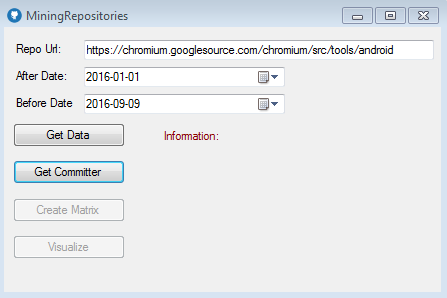 MiningRepositories
Repo Url: https://chromium.googlesource.com/chromium/src/tools/android
After Date: 2016-01-01
Before Date 2016-09-09
Get Data Information:
Get Committer
Create Matrix
Visualize